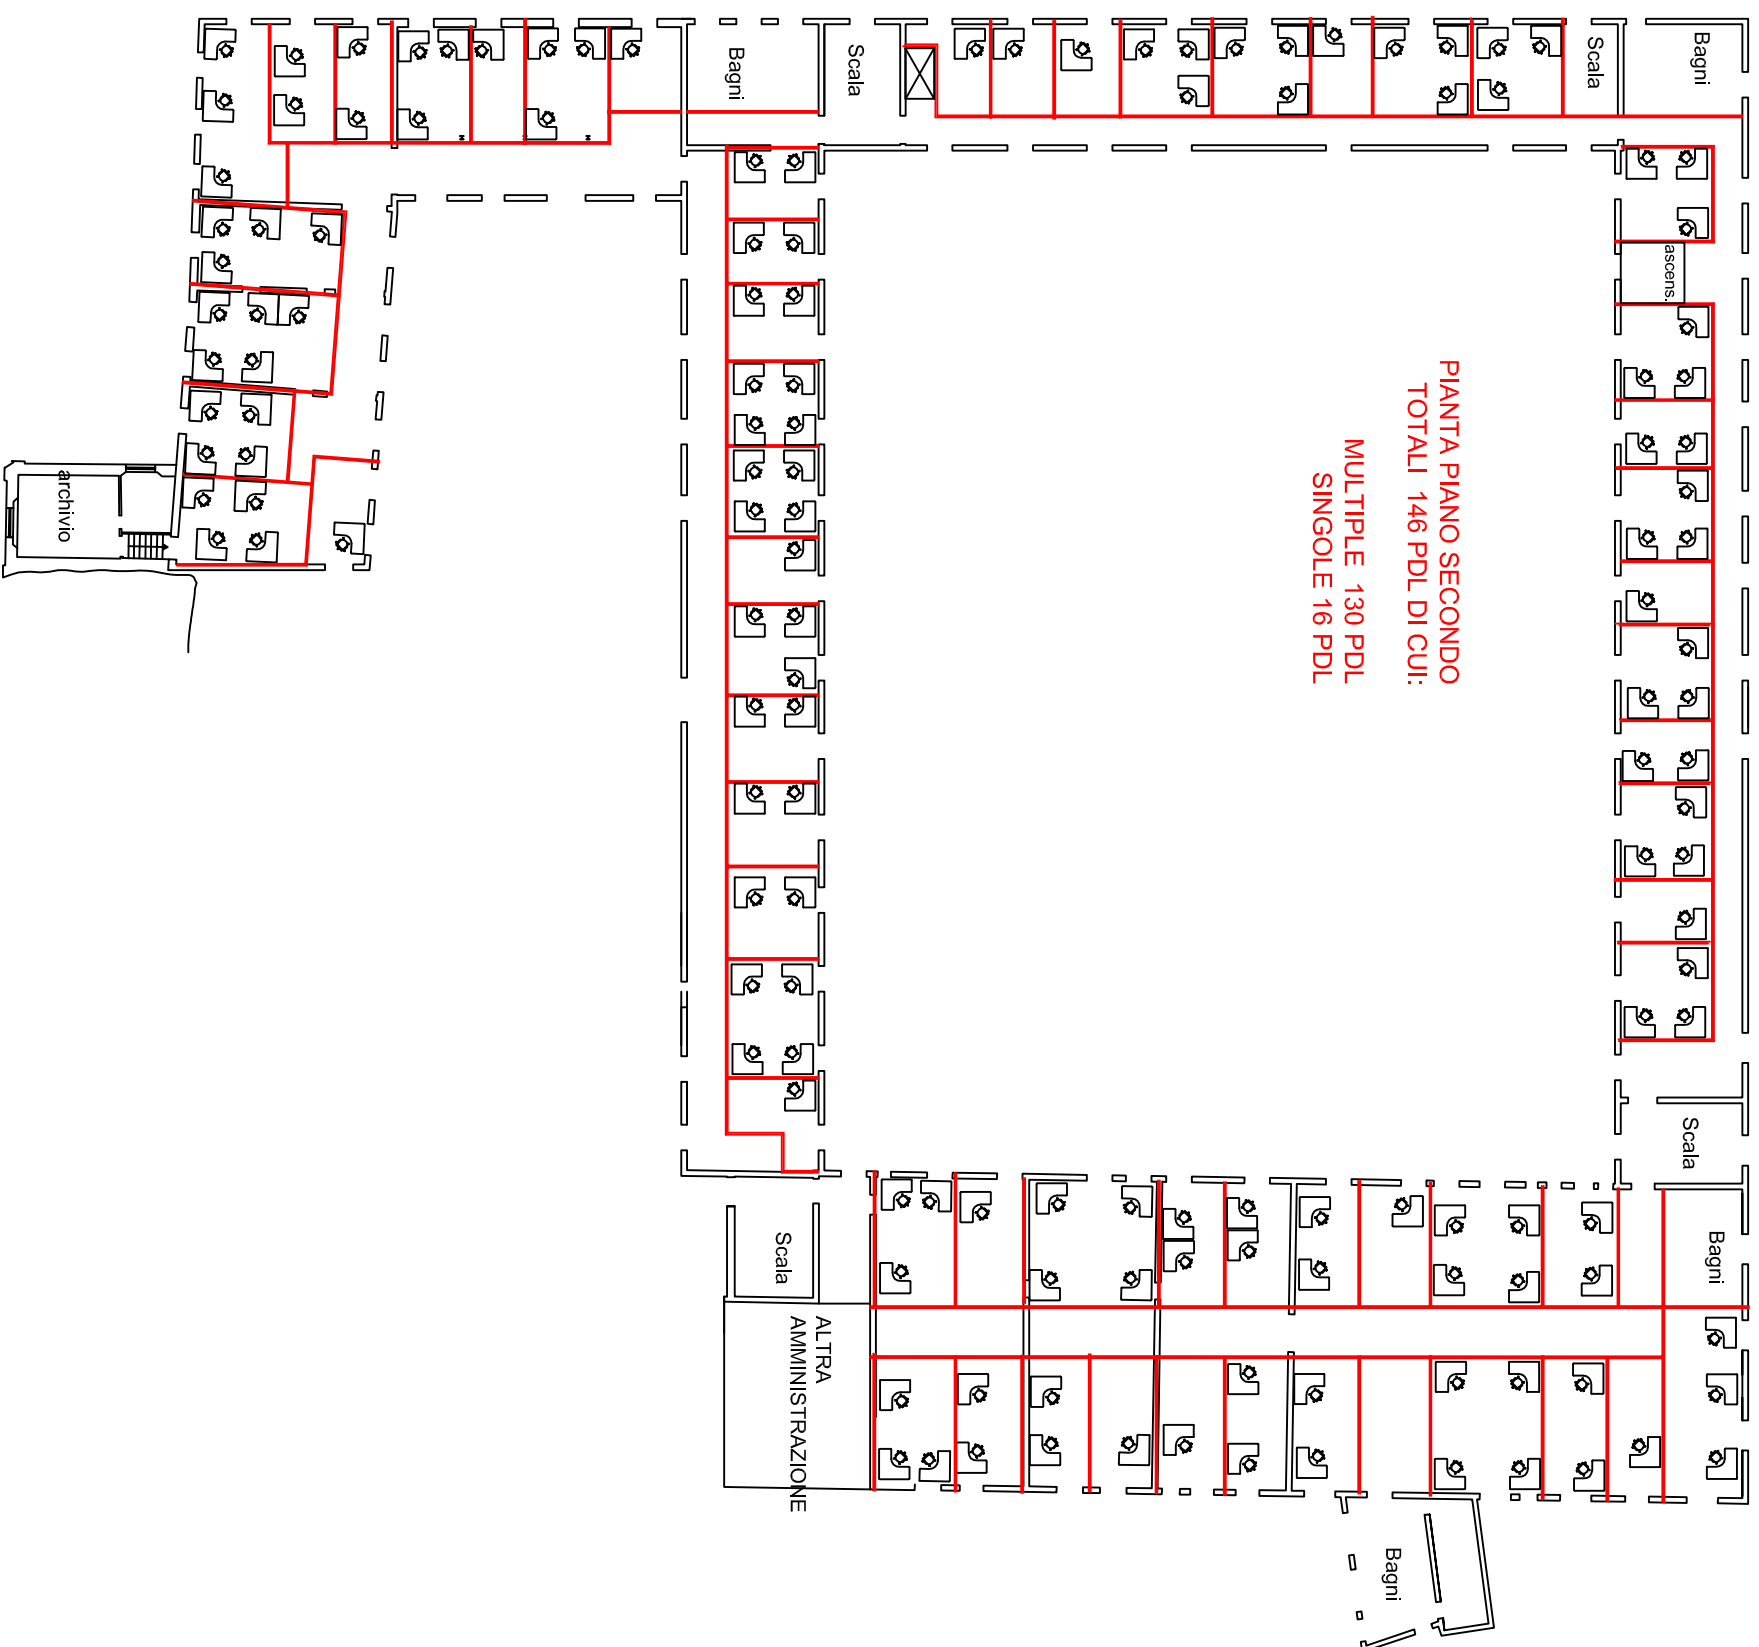 Bagni
Scala
Scala
Bagni
ascens.
PIANTA PIANO SECONDO
TOTALI 146 PDL DI CUI:
MULTIPLE 130 PDL
SINGOLE 16 PDL
archivio
Scala
Scala
Bagni
ALTRA
AMMINISTRAZIONE
Bagni